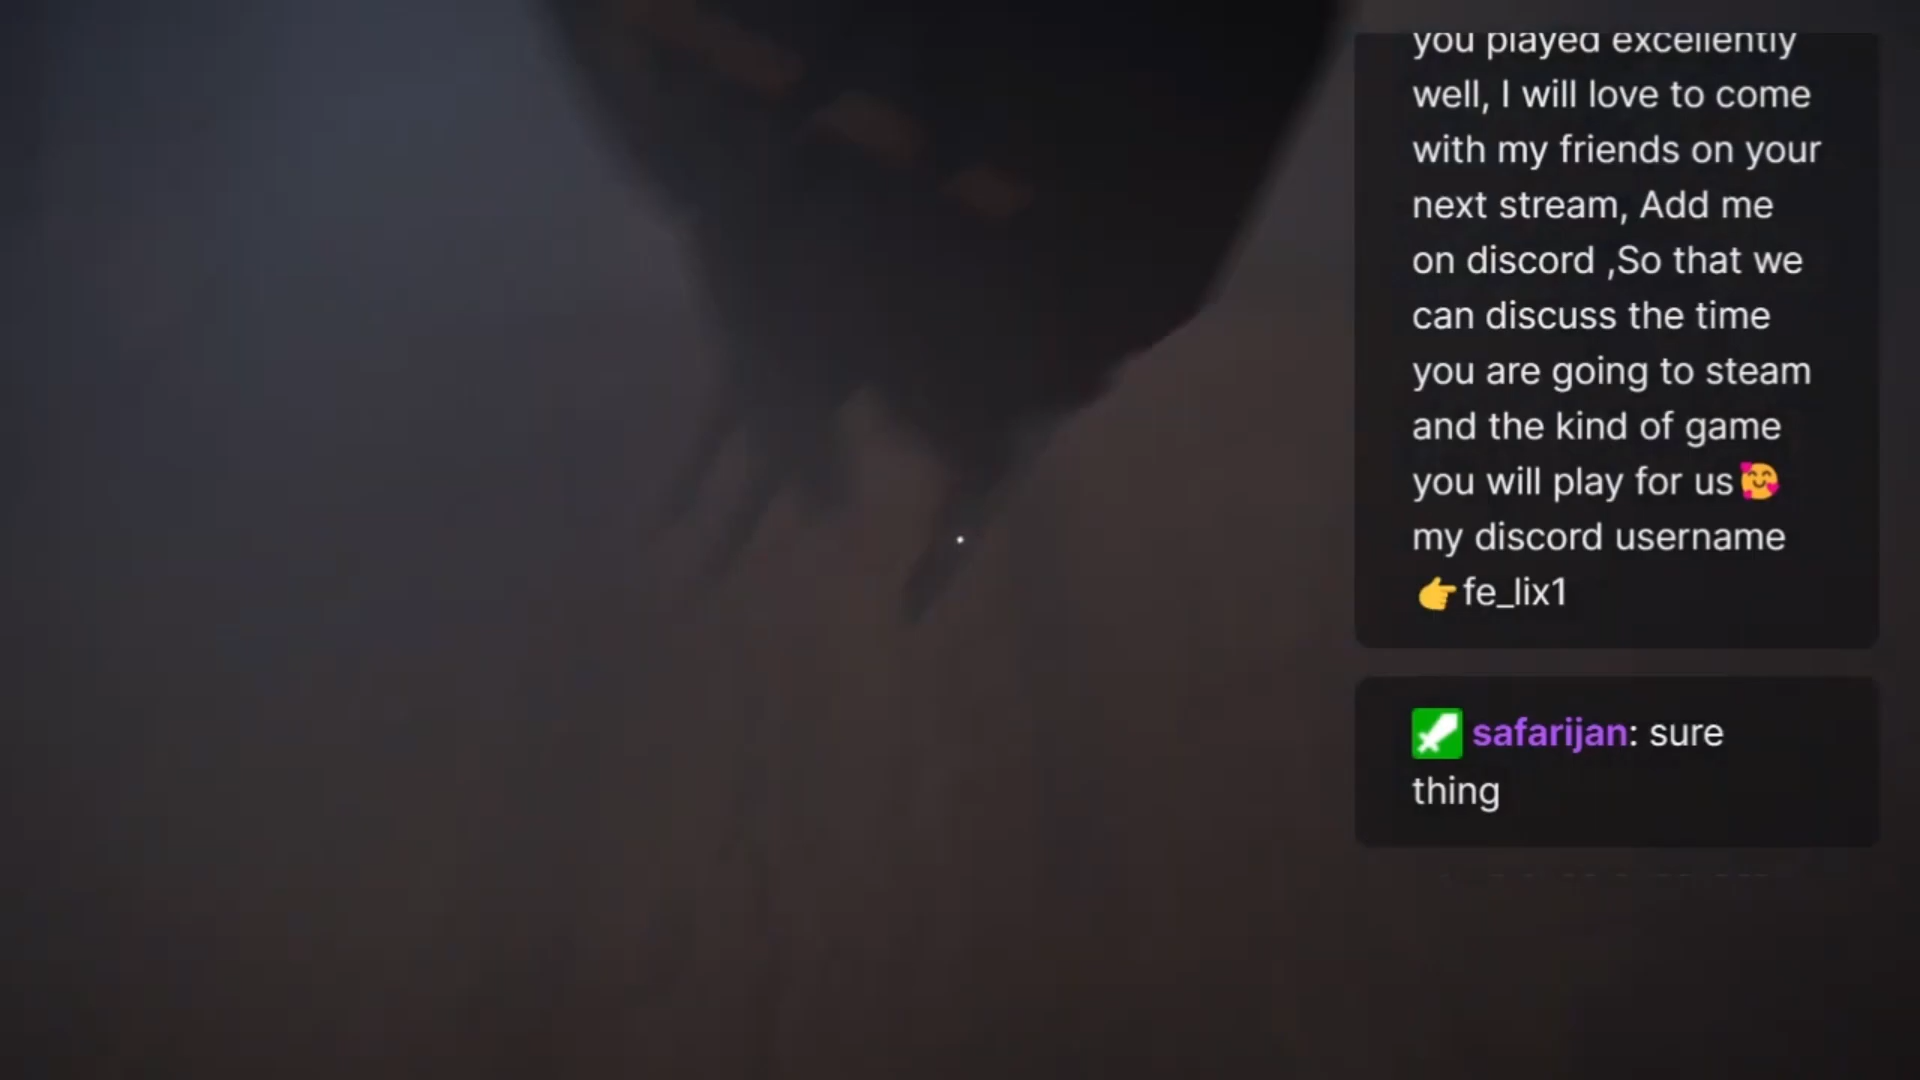 you played excellently
well, I will love to come
with my friends on your
next stream, Add me
on discord ,So that we
can discuss the time
you are going to steam
and the kind of game
you will play for us🥰
my discord username
👉fe_lix1
safarijan: sure
thing